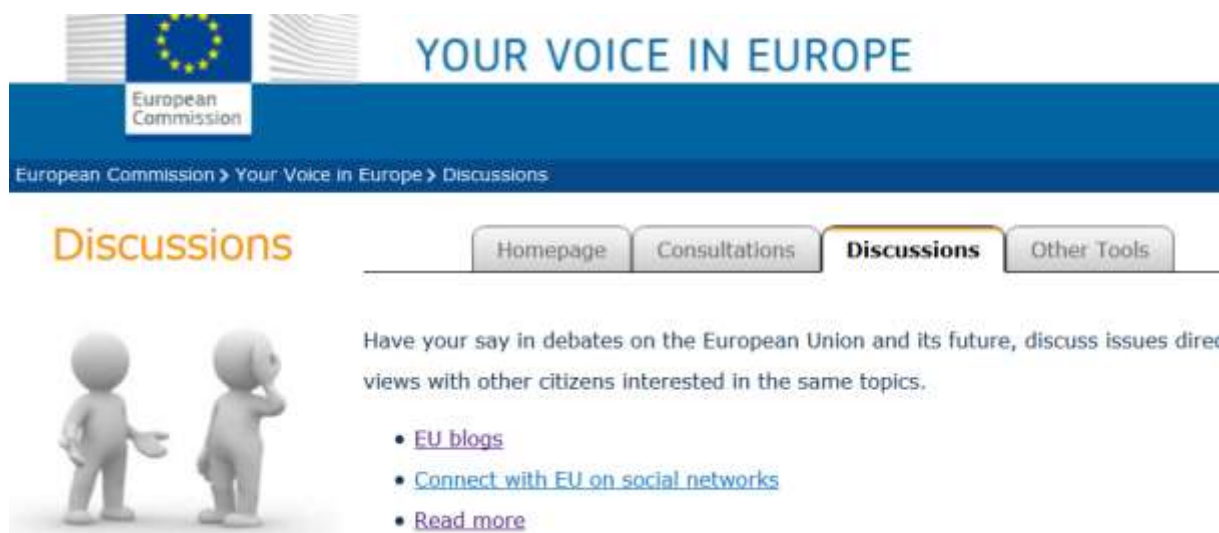 YOUR VOICE IN EUROPE
European
Commission
European Commission > Your Voice in Europe > Discussions
Discussions
Homepage
Consultations
Discussions
Other Tools
Have your say in debates on the European Union and its future, discuss issues direc
views with other citizens interested in the same topics.
• EU blogs
• Connect with EU on social networks
• Read more